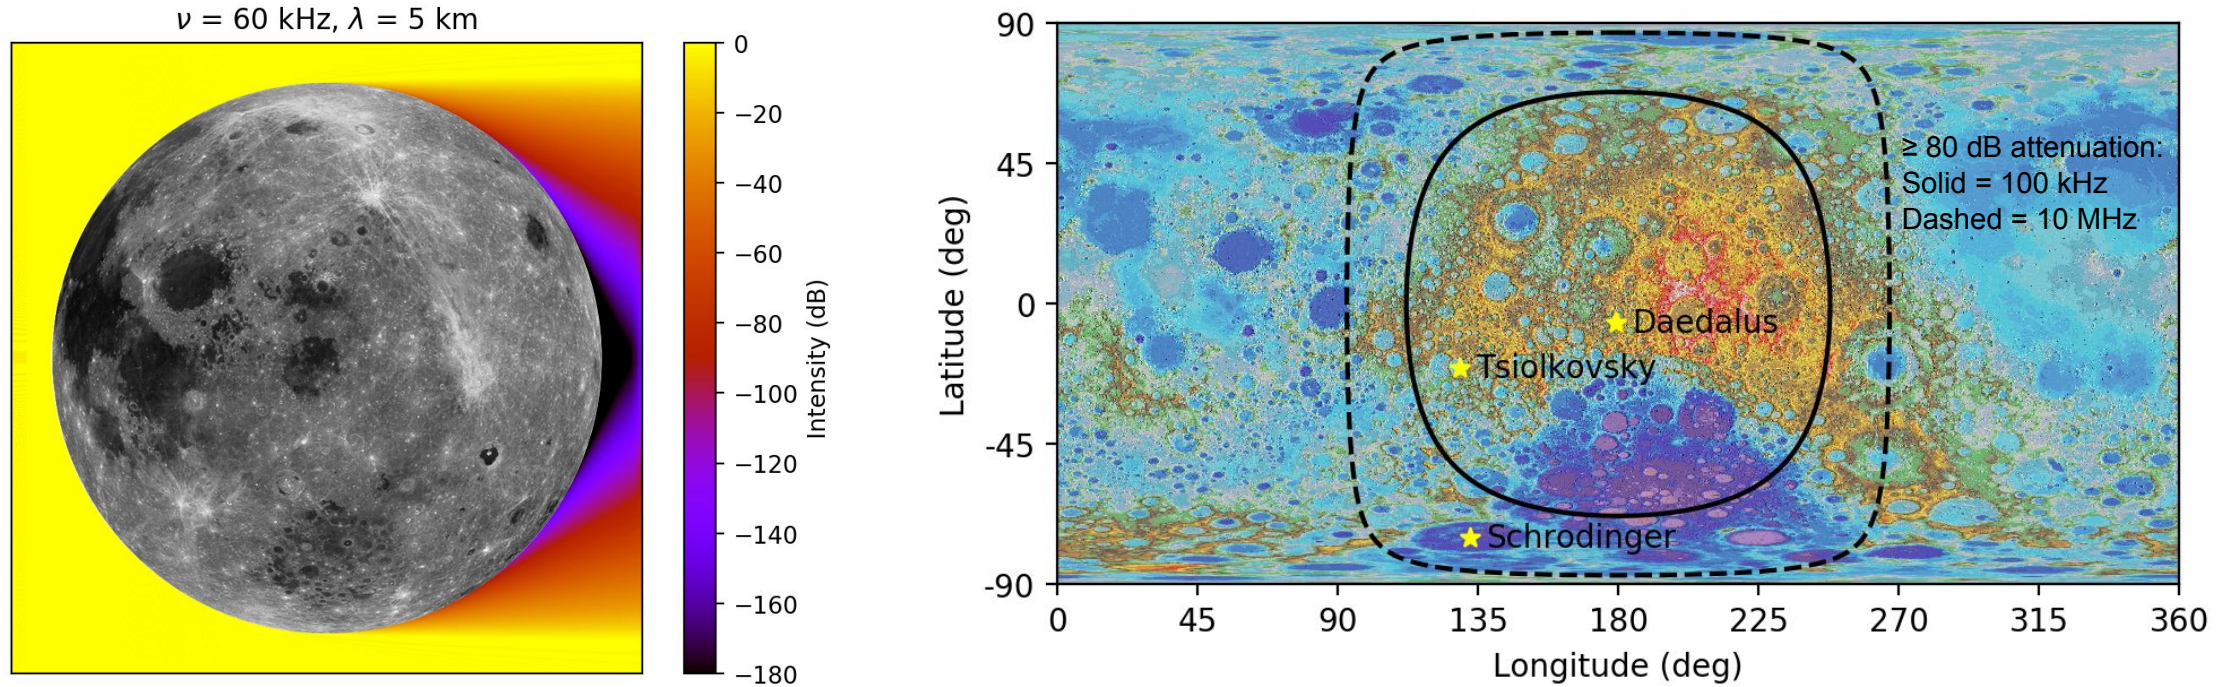 ν = 60 kHz, λ = 5 km
0
−20
−40
−60
−80
−100
−120
−140
−160
−180
Intensity (dB)
90
45
0
-45
-90
Latitude (deg)
≥ 80 dB attenuation:
Solid = 100 kHz
Dashed = 10 MHz
Daedalus
Tsiolkovsky
Schrodinger
0 45 90 135 180 225 270 315 360
Longitude (deg)